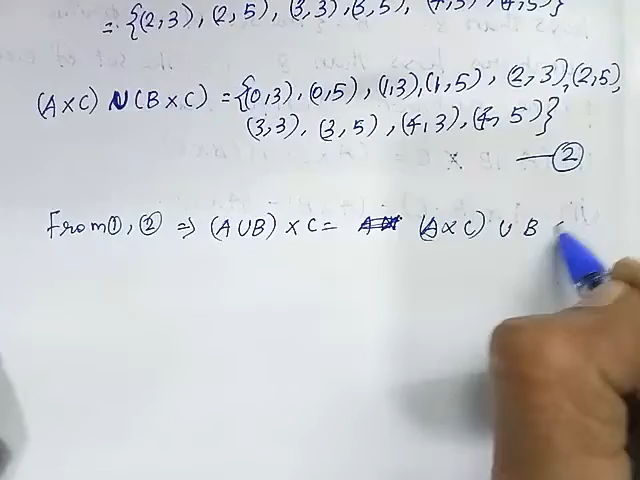 = {(2,3), (2,5), (3,3), (3,5), (4,3), (4,5)}
(A×C) ∪ (B×C) = {(0,3), (0,5), (1,3), (1,5), (2,3), (2,5),
(3,3), (3,5), (4,3), (4,5)}
— ②
From ①, ② ⇒ (A∪B) × C = (A×C) ∪ B